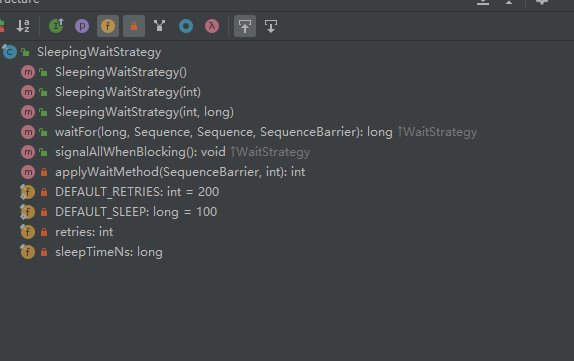 ructure
SleepingWaitStrategy
SleepingWaitStrategy()
SleepingWaitStrategy(int)
SleepingWaitStrategy(int, long)
waitFor(long, Sequence, Sequence, SequenceBarrier): long ↑WaitStrategy
signalAllWhenBlocking(): void ↑WaitStrategy
applyWaitMethod(SequenceBarrier, int): int
DEFAULT_RETRIES: int = 200
DEFAULT_SLEEP: long = 100
retries: int
sleepTimeNs: long